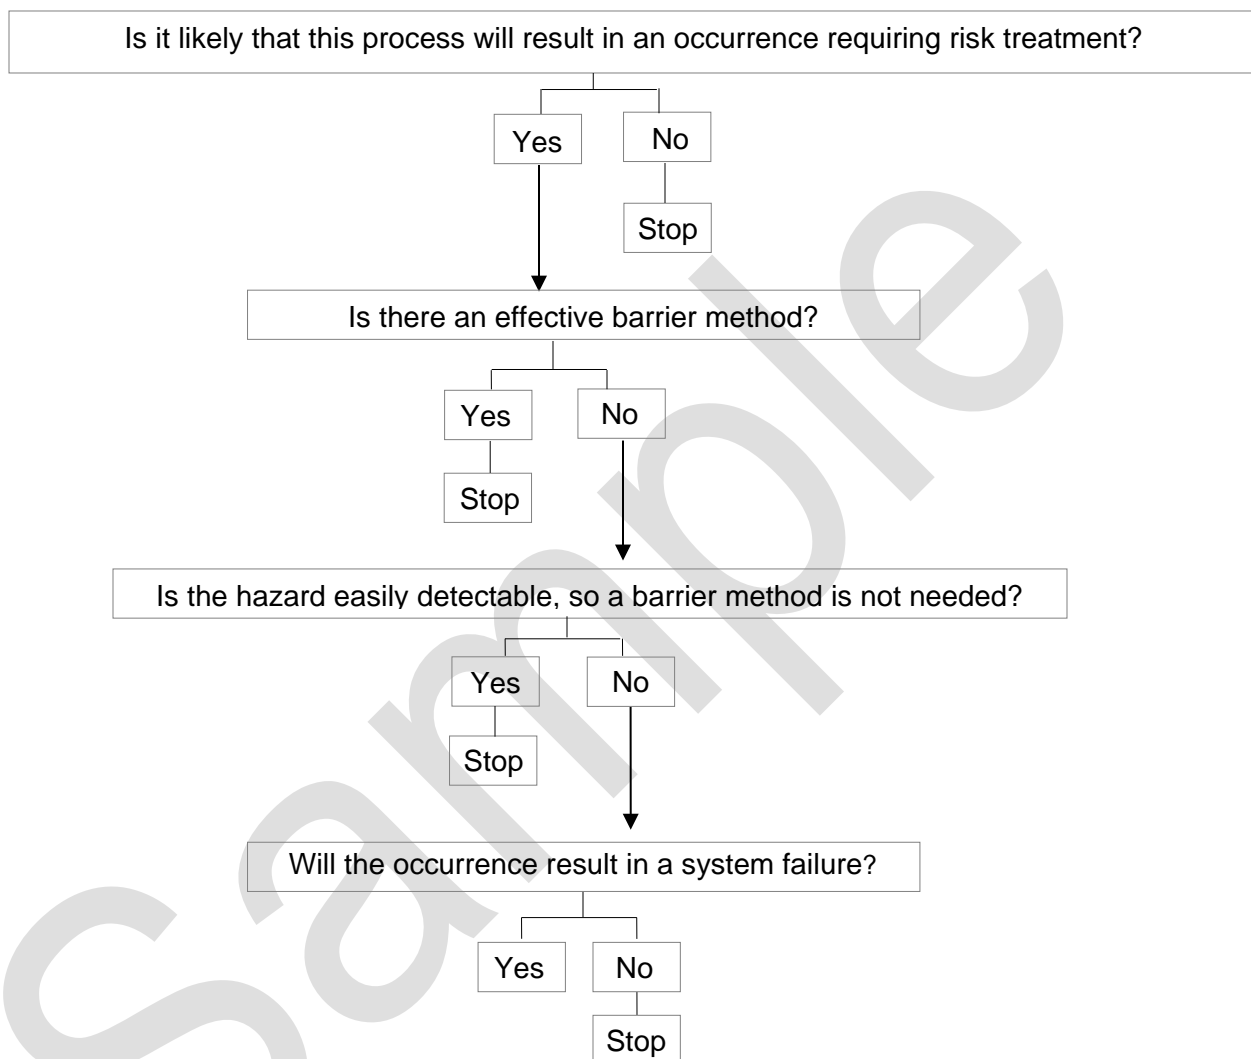 Is it likely that this process will result in an occurrence requiring risk treatment?
Yes
No
Stop
Is there an effective barrier method?
Yes
No
Stop
Is the hazard easily detectable, so a barrier method is not needed?
Yes
No
Stop
Will the occurrence result in a system failure?
Yes
No
Stop
Sample